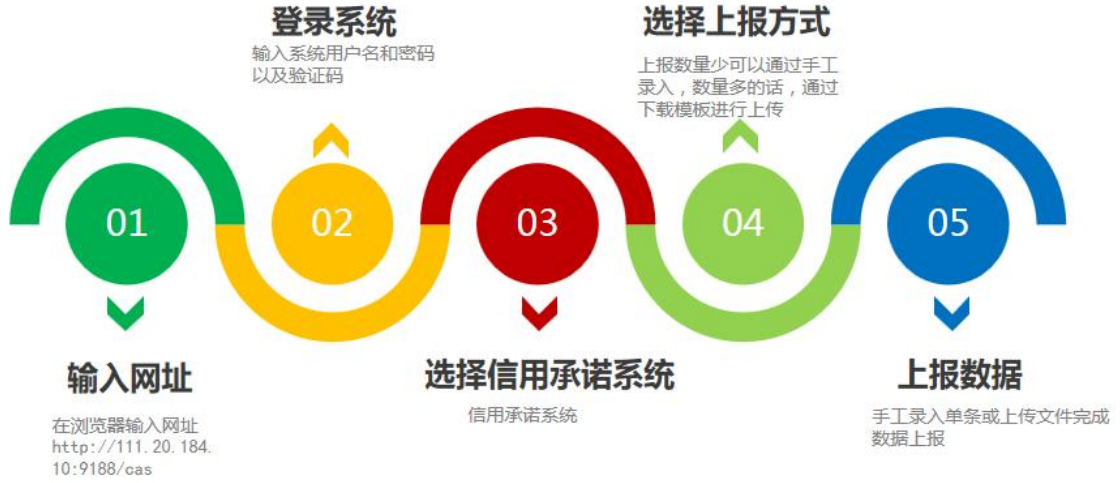 01
输入网址
在浏览器输入网址
http://111.20.184.
10:9188/cas
登录系统
输入系统用户名和密码
以及验证码
02
03
选择信用承诺系统
信用承诺系统
选择上报方式
上报数量少可以通过手工
录入，数量多的话，通过
下载模板进行上传
04
05
上报数据
手工录入单条或上传文件完成
数据上报